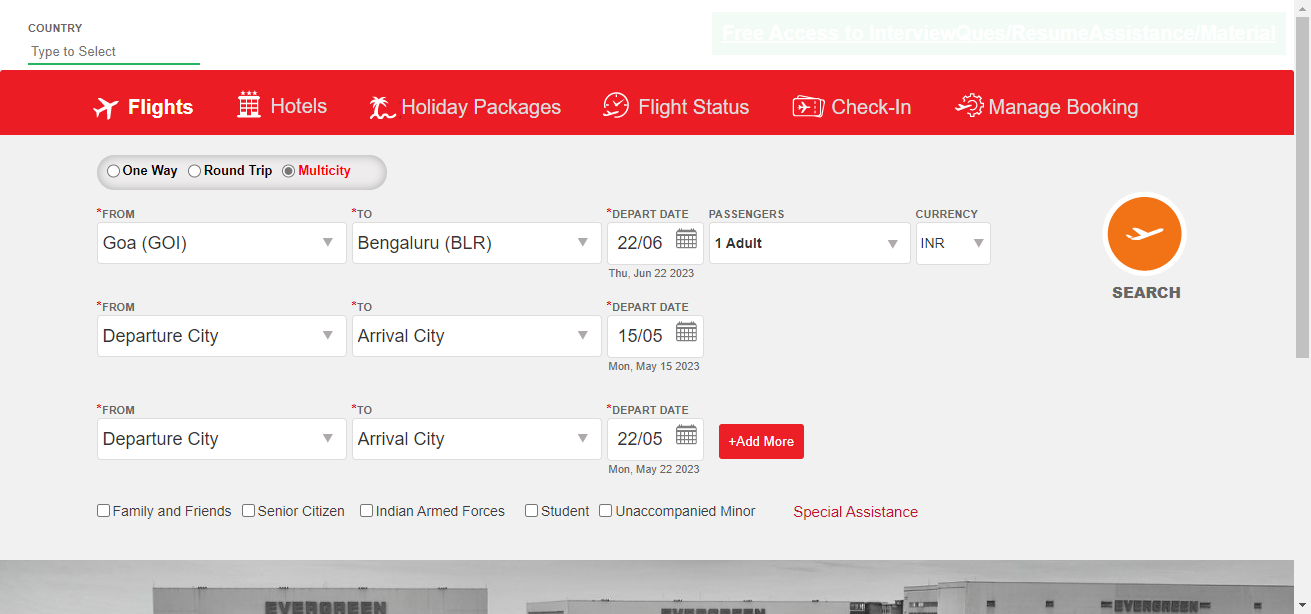 COUNTRY
Type to Select
Free Access to InterviewQues/ResumeAssistance/Material
Flights Hotels Holiday Packages Flight Status Check-In Manage Booking
One Way Round Trip Multicity
*FROM *TO *DEPART DATE PASSENGERS CURRENCY
Goa (GOI) Bengaluru (BLR) 22/06 1 Adult INR
Thu, Jun 22 2023
SEARCH
*FROM *TO *DEPART DATE
Departure City Arrival City 15/05
Mon, May 15 2023
*FROM *TO *DEPART DATE
Departure City Arrival City 22/05 +Add More
Mon, May 22 2023
Family and Friends Senior Citizen Indian Armed Forces Student Unaccompanied Minor Special Assistance
EVERGREEN EVERGREEN EVERGREEN